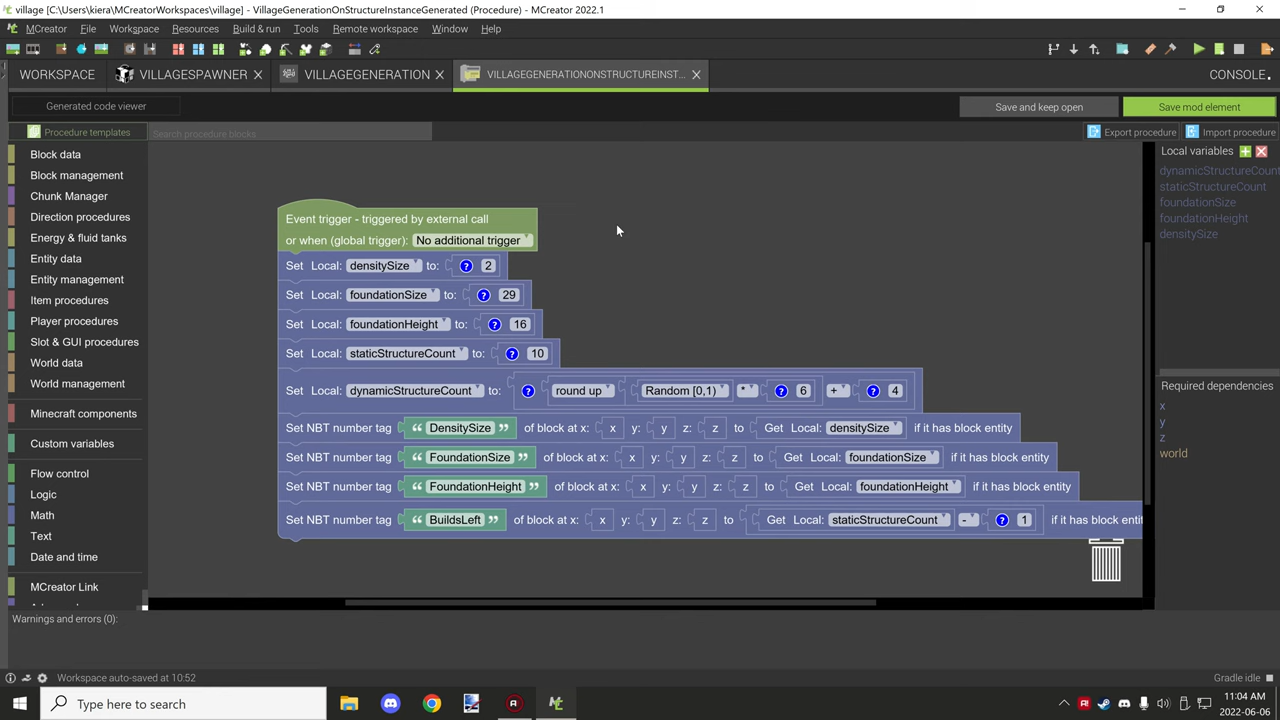 village [C:\Users\kiera\MCreatorWorkspaces\village] - VillageGenerationOnStructureInstanceGenerated (Procedure) - MCreator 2022.1
MCreator File Workspace Resources Build & run Tools Remote workspace Window Help
WORKSPACE VILLAGESPAWNER VILLAGEGENERATION VILLAGEGENERATIONONSTRUCTUREINST... CONSOLE
Generated code viewer Save and keep open Save mod element
Procedure templates Search procedure blocks Export procedure Import procedure
Block data
Block management
Chunk Manager
Direction procedures
Energy & fluid tanks
Entity data
Entity management
Item procedures
Player procedures
Slot & GUI procedures
World data
World management
Minecraft components
Custom variables
Flow control
Logic
Math
Text
Date and time
MCreator Link
Event trigger - triggered by external call
or when (global trigger): No additional trigger
Set Local: densitySize to: ? 2
Set Local: foundationSize to: ? 29
Set Local: foundationHeight to: ? 16
Set Local: staticStructureCount to: ? 10
Set Local: dynamicStructureCount to: ? round up Random [0,1) * ? 6 + ? 4
Set NBT number tag “ DensitySize ” of block at x: x y: y z: z to Get Local: densitySize if it has block entity
Set NBT number tag “ FoundationSize ” of block at x: x y: y z: z to Get Local: foundationSize if it has block entity
Set NBT number tag “ FoundationHeight ” of block at x: x y: y z: z to Get Local: foundationHeight if it has block entity
Set NBT number tag “ BuildsLeft ” of block at x: x y: y z: z to Get Local: staticStructureCount - ? 1 if it has block entit
Local variables
dynamicStructureCount
staticStructureCount
foundationSize
foundationHeight
densitySize
Required dependencies
x
y
z
world
Warnings and errors (0):
Workspace auto-saved at 10:52 Gradle idle
Type here to search
11:04 AM
2022-06-06